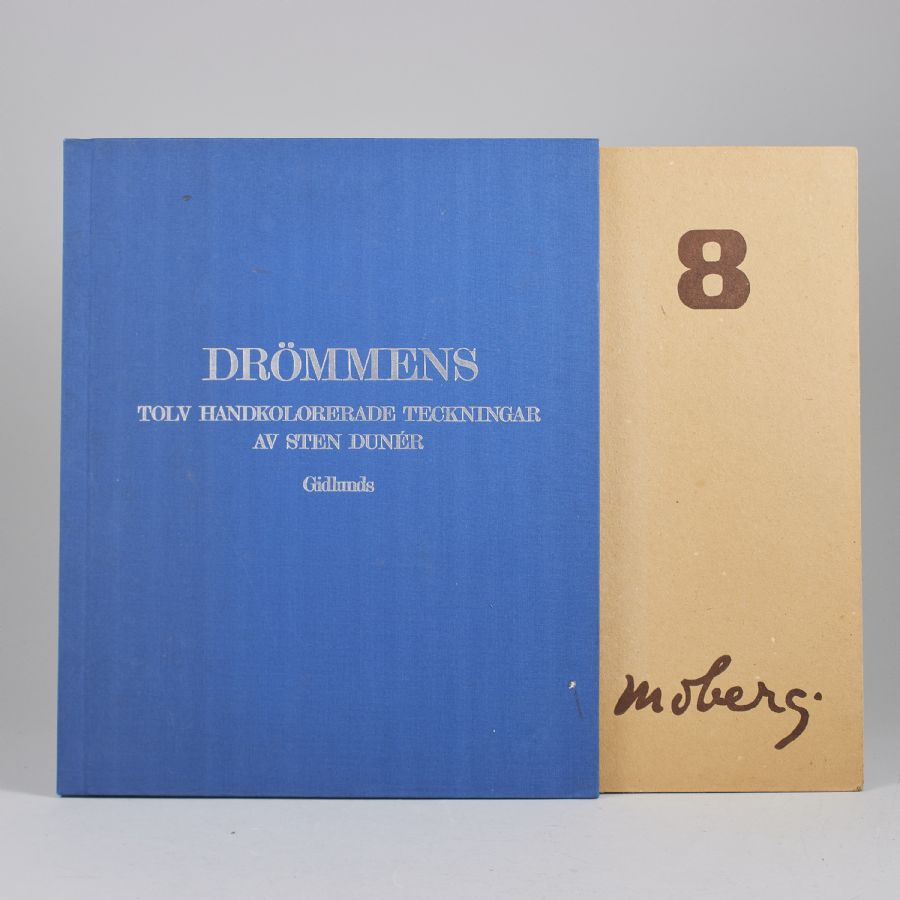 DRÖMMENS
TOLV HANDKOLORERADE TECKNINGAR
AV STEN DUNÉR
Gidlunds
8
moberg.